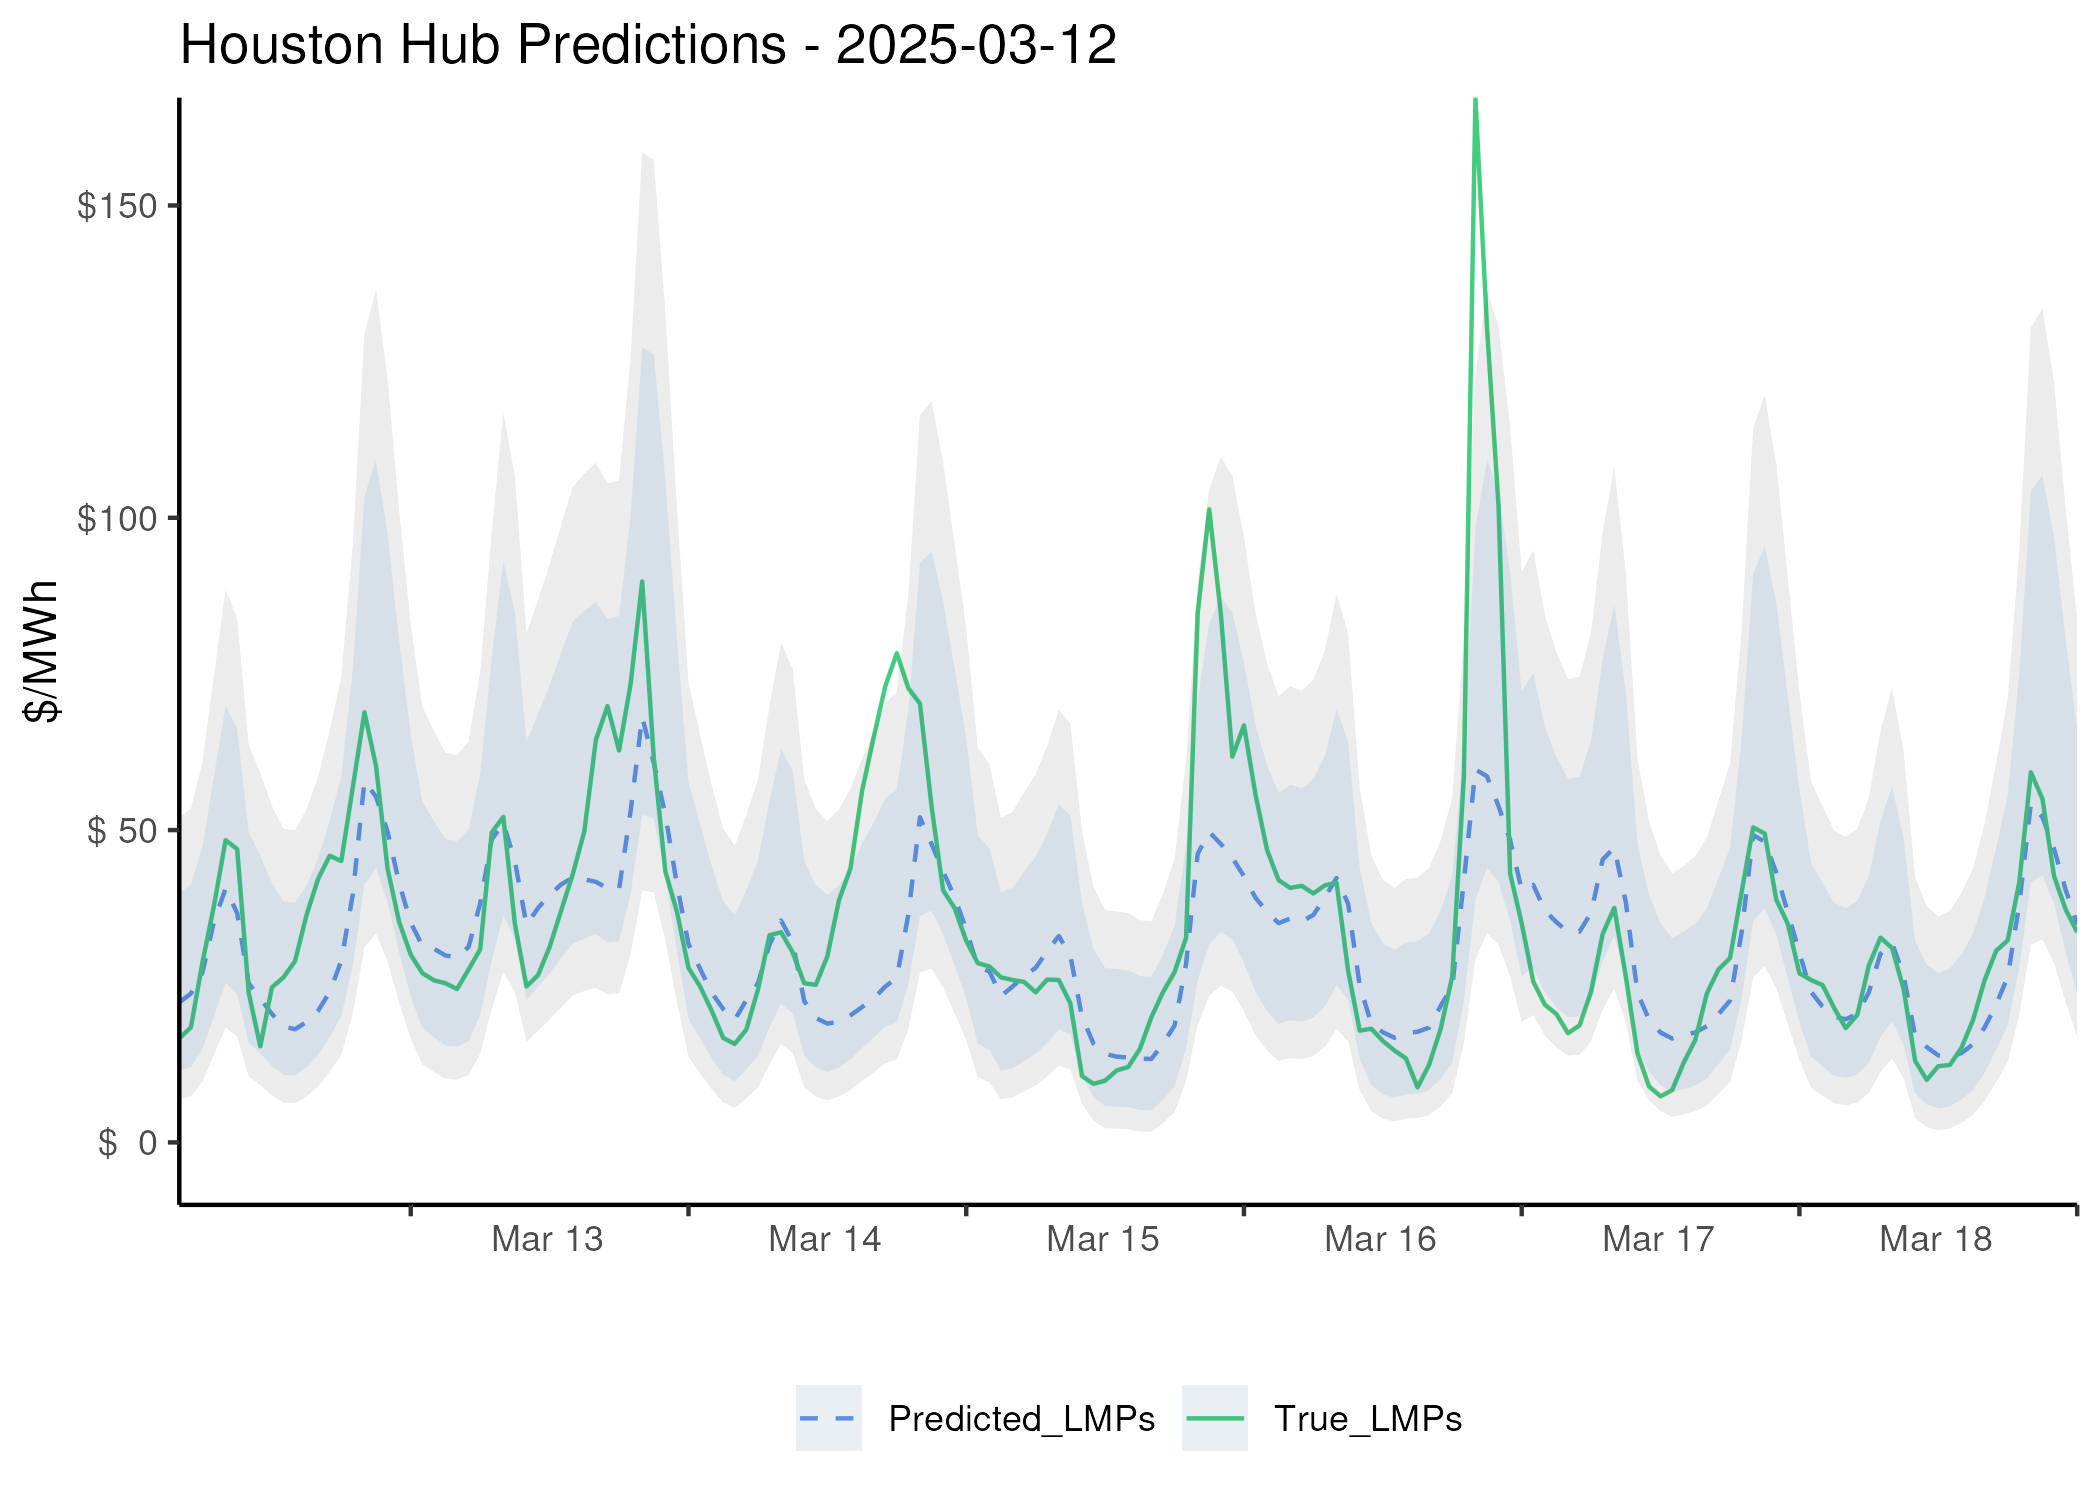 Houston Hub Predictions - 2025-03-12
$/MWh
$150
$100
$ 50
$  0
Mar 13 Mar 14 Mar 15 Mar 16 Mar 17 Mar 18
Predicted_LMPs True_LMPs